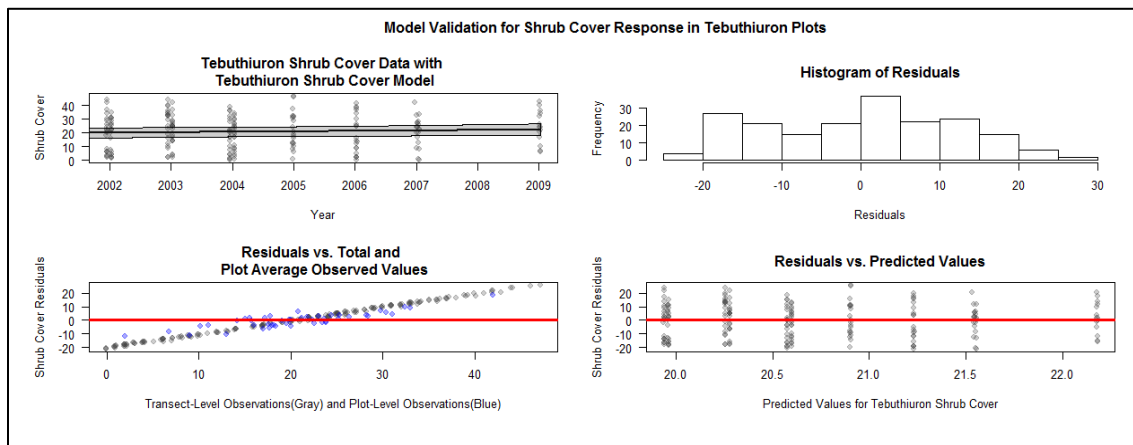 Model Validation for Shrub Cover Response in Tebuthiuron Plots
Tebuthiuron Shrub Cover Data with
Tebuthiuron Shrub Cover Model
Shrub Cover
40
30
20
10
0
2002 2003 2004 2005 2006 2007 2008 2009
Year
Histogram of Residuals
Frequency
30
20
10
0
-20 -10 0 10 20 30
Residuals
Residuals vs. Total and
Plot Average Observed Values
Shrub Cover Residuals
20
10
0
-10
-20
0 10 20 30 40
Transect-Level Observations(Gray) and Plot-Level Observations(Blue)
Residuals vs. Predicted Values
Shrub Cover Residuals
20
10
0
-10
-20
20.0 20.5 21.0 21.5 22.0
Predicted Values for Tebuthiuron Shrub Cover